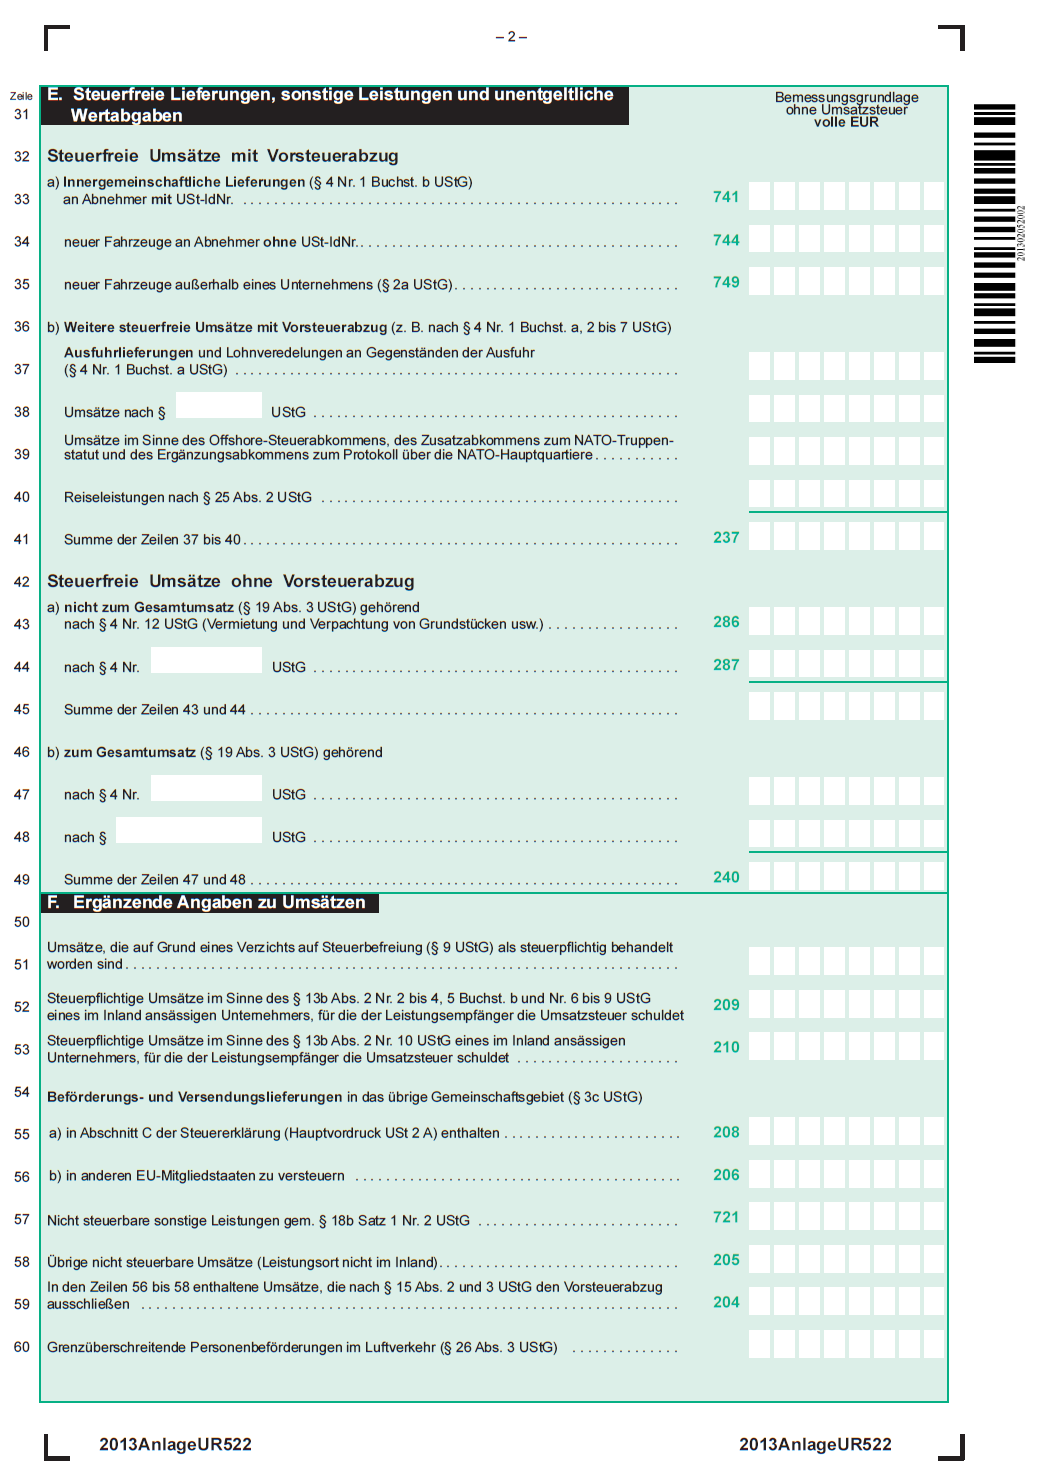 – 2 –
Zeile
E. Steuerfreie Lieferungen, sonstige Leistungen und unentgeltliche
31 Wertabgaben
Bemessungsgrundlage
ohne Umsatzsteuer
volle EUR
32 Steuerfreie Umsätze mit Vorsteuerabzug
a) Innergemeinschaftliche Lieferungen (§ 4 Nr. 1 Buchst. b UStG)
33 an Abnehmer mit USt-IdNr. . . . . . . . . . . . . . . . . . . . . . . . . . . . . . 741
34 neuer Fahrzeuge an Abnehmer ohne USt-IdNr. . . . . . . . . . . . . . . . . . . . . 744
35 neuer Fahrzeuge außerhalb eines Unternehmens (§ 2a UStG) . . . . . . . . . . . . . . . 749
36 b) Weitere steuerfreie Umsätze mit Vorsteuerabzug (z. B. nach § 4 Nr. 1 Buchst. a, 2 bis 7 UStG)
Ausfuhrlieferungen und Lohnveredelungen an Gegenständen der Ausfuhr
37 (§ 4 Nr. 1 Buchst. a UStG) . . . . . . . . . . . . . . . . . . . . . . . . . . . .
38 Umsätze nach § UStG . . . . . . . . . . . . . . . . . . . . . . . .
Umsätze im Sinne des Offshore-Steuerabkommens, des Zusatzabkommens zum NATO-Truppen-
39 statut und des Ergänzungsabkommens zum Protokoll über die NATO-Hauptquartiere . . . . . . . . . . .
40 Reiseleistungen nach § 25 Abs. 2 UStG . . . . . . . . . . . . . . . . . . . . . . . .
41 Summe der Zeilen 37 bis 40 . . . . . . . . . . . . . . . . . . . . . . . . . . . . 237
42 Steuerfreie Umsätze ohne Vorsteuerabzug
a) nicht zum Gesamtumsatz (§ 19 Abs. 3 UStG) gehörend
43 nach § 4 Nr. 12 UStG (Vermietung und Verpachtung von Grundstücken usw.) . . . . . . . . . . . . . . . . . 286
44 nach § 4 Nr. UStG . . . . . . . . . . . . . . . . . . . . . . . . 287
45 Summe der Zeilen 43 und 44 . . . . . . . . . . . . . . . . . . . . . . . . . . . .
46 b) zum Gesamtumsatz (§ 19 Abs. 3 UStG) gehörend
47 nach § 4 Nr. UStG . . . . . . . . . . . . . . . . . . . . . . . .
48 nach § UStG . . . . . . . . . . . . . . . . . . . . . . . .
49 Summe der Zeilen 47 und 48 . . . . . . . . . . . . . . . . . . . . . . . . . . . . 240
F. Ergänzende Angaben zu Umsätzen
50
Umsätze, die auf Grund eines Verzichts auf Steuerbefreiung (§ 9 UStG) als steuerpflichtig behandelt
51 worden sind . . . . . . . . . . . . . . . . . . . . . . . . . . . . . . . .
Steuerpflichtige Umsätze im Sinne des § 13b Abs. 2 Nr. 2 bis 4, 5 Buchst. b und Nr. 6 bis 9 UStG
52 eines im Inland ansässigen Unternehmers, für die der Leistungsempfänger die Umsatzsteuer schuldet 209
Steuerpflichtige Umsätze im Sinne des § 13b Abs. 2 Nr. 10 UStG eines im Inland ansässigen
53 Unternehmers, für die der Leistungsempfänger die Umsatzsteuer schuldet . . . . . . . . . . . . . . . . . . . . . 210
54 Beförderungs- und Versendungslieferungen in das übrige Gemeinschaftsgebiet (§ 3c UStG)
55 a) in Abschnitt C der Steuererklärung (Hauptvordruck USt 2 A) enthalten . . . . . . . . . . . . . . . . . . . . . . . 208
56 b) in anderen EU-Mitgliedstaaten zu versteuern . . . . . . . . . . . . . . . . . . . . . . . . 206
57 Nicht steuerbare sonstige Leistungen gem. § 18b Satz 1 Nr. 2 UStG . . . . . . . . . . . . . . . . . . . . . . . . . . 721
58 Übrige nicht steuerbare Umsätze (Leistungsort nicht im Inland) . . . . . . . . . . . . . . . . . . . . . . . . 205
In den Zeilen 56 bis 58 enthaltene Umsätze, die nach § 15 Abs. 2 und 3 UStG den Vorsteuerabzug
59 ausschließen . . . . . . . . . . . . . . . . . . . . . . . . . . . . . . . . 204
60 Grenzüberschreitende Personenbeförderungen im Luftverkehr (§ 26 Abs. 3 UStG) . . . . . . . . . . . . . .
201302052002
2013AnlageUR522 2013AnlageUR522